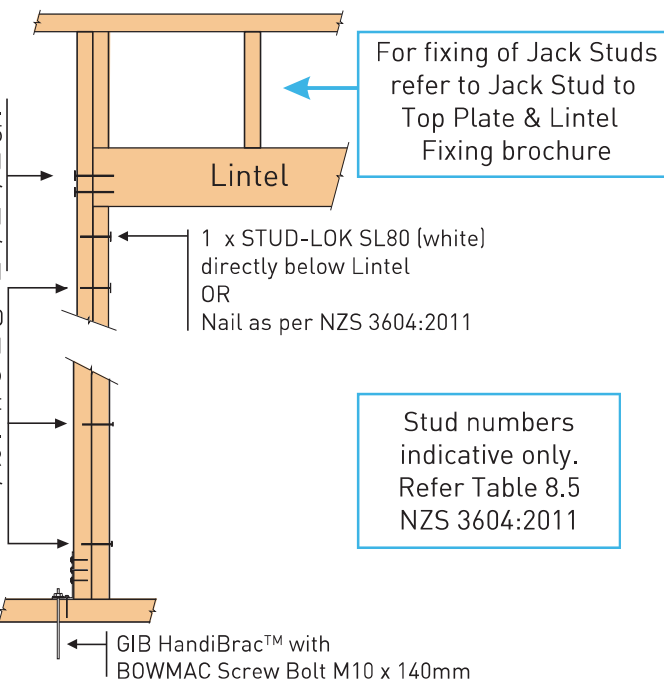 For fixing of Jack Studs
refer to Jack Stud to
Top Plate & Lintel
Fixing brochure
Lintel
1 x STUD-LOK SL80 (white)
directly below Lintel
OR
Nail as per NZS 3604:2011
Stud numbers
indicative only.
Refer Table 8.5
NZS 3604:2011
GIB HandiBrac™ with
BOWMAC Screw Bolt M10 x 140mm